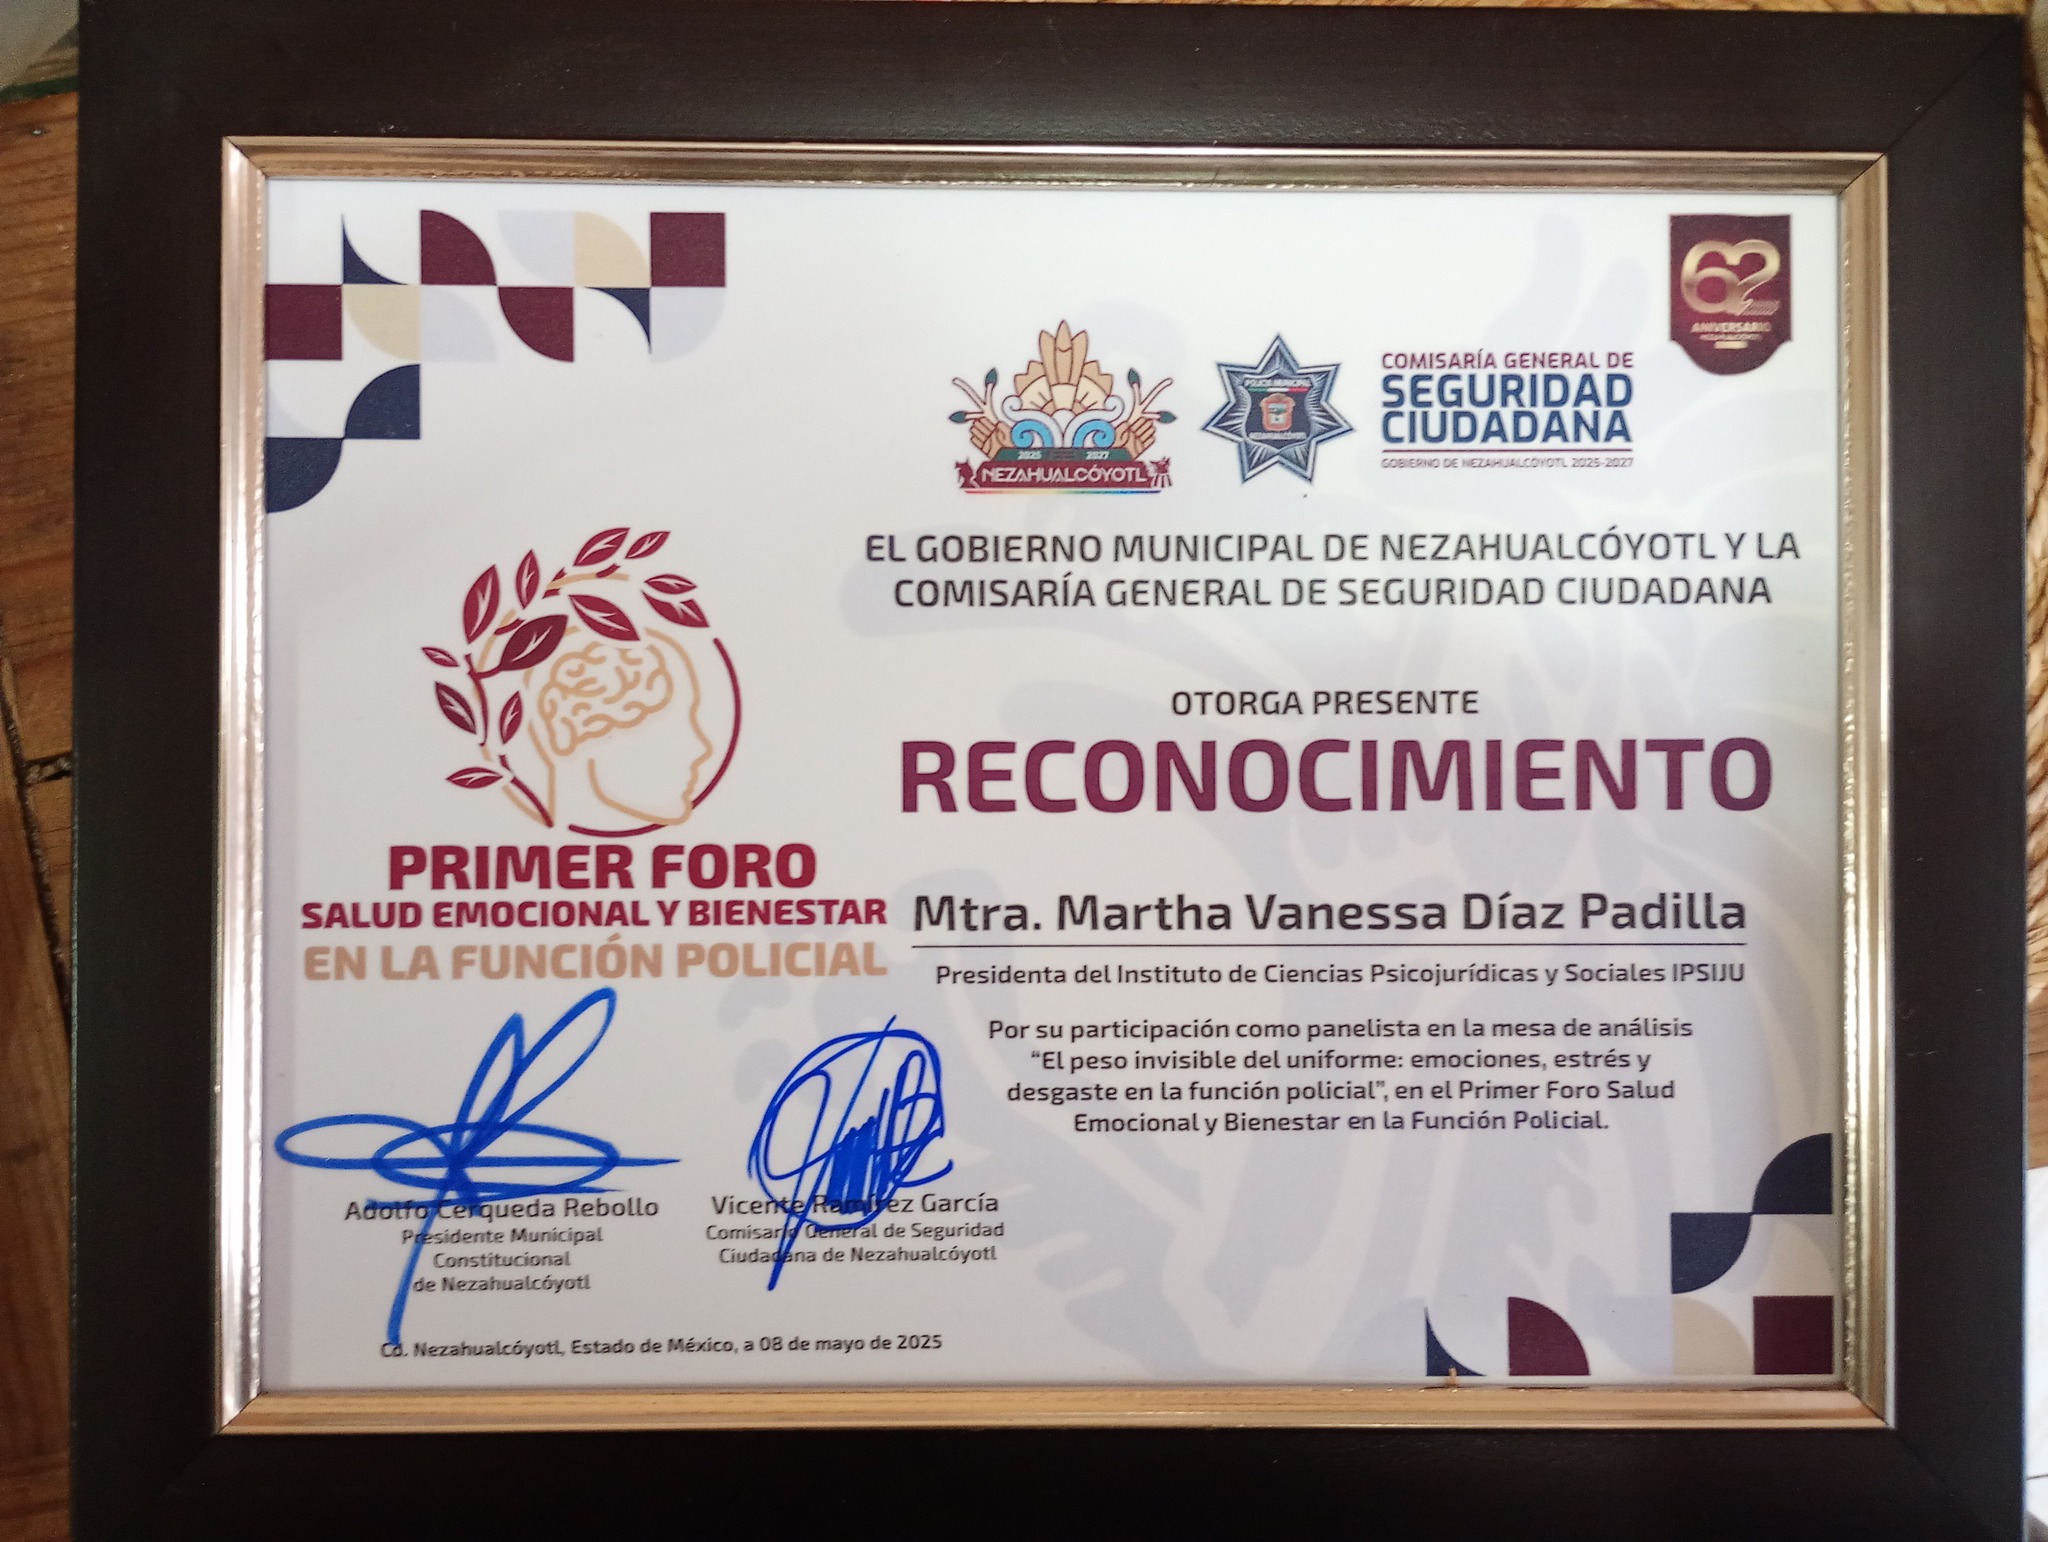 62
ANIVERSARIO
NEZAHUALCÓYOTL
2025 2027
NEZAHUALCÓYOTL
POLICÍA MUNICIPAL
NEZAHUALCÓYOTL
COMISARÍA GENERAL DE
SEGURIDAD
CIUDADANA
GOBIERNO DE NEZAHUALCÓYOTL 2025-2027
EL GOBIERNO MUNICIPAL DE NEZAHUALCÓYOTL Y LA
COMISARÍA GENERAL DE SEGURIDAD CIUDADANA
OTORGA PRESENTE
RECONOCIMIENTO
PRIMER FORO
SALUD EMOCIONAL Y BIENESTAR
EN LA FUNCIÓN POLICIAL
Mtra. Martha Vanessa Díaz Padilla
Presidenta del Instituto de Ciencias Psicojurídicas y Sociales IPSIJU
Por su participación como panelista en la mesa de análisis
“El peso invisible del uniforme: emociones, estrés y
desgaste en la función policial”, en el Primer Foro Salud
Emocional y Bienestar en la Función Policial.
Adolfo Cerqueda Rebollo
Presidente Municipal
Constitucional
de Nezahualcóyotl
Vicente Ramírez García
Comisario General de Seguridad
Ciudadana de Nezahualcóyotl
Cd. Nezahualcóyotl, Estado de México, a 08 de mayo de 2025